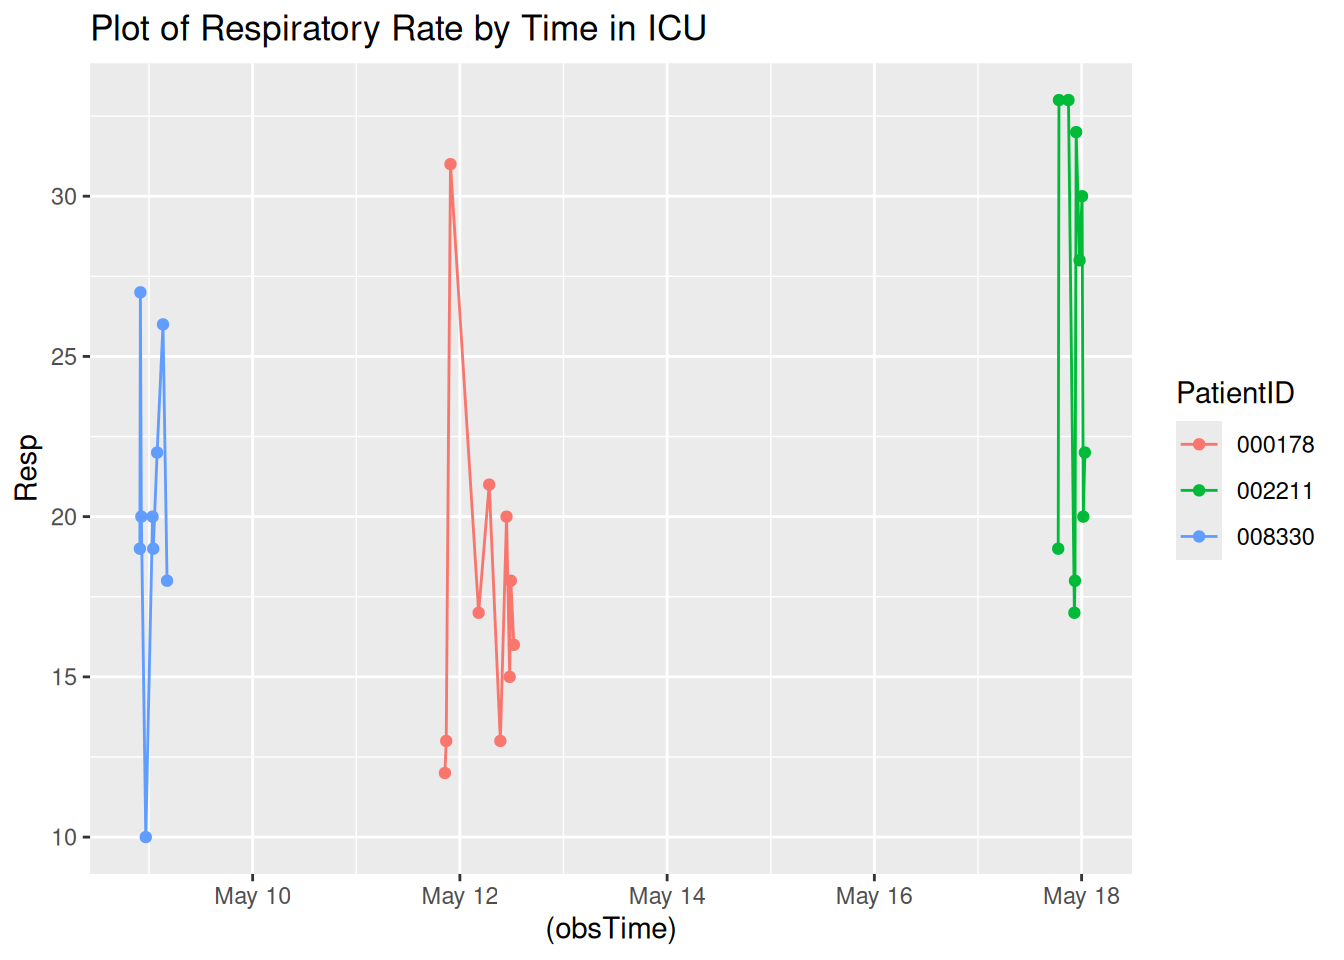 Plot of Respiratory Rate by Time in ICU
30
25
20
15
10
Resp
May 10
May 12
May 14
May 16
May 18
(obsTime)
PatientID
000178
002211
008330